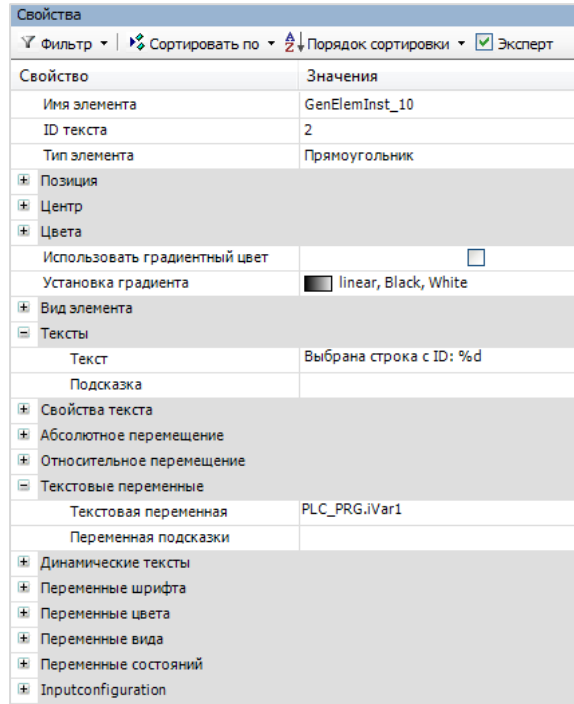 Свойства
Фильтр Сортировать по Порядок сортировки Эксперт
Свойство Значения
Имя элемента GenElemInst_10
ID текста 2
Тип элемента Прямоугольник
Позиция
Центр
Цвета
Использовать градиентный цвет
Установка градиента linear, Black, White
Вид элемента
Тексты
Текст Выбрана строка с ID: %d
Подсказка
Свойства текста
Абсолютное перемещение
Относительное перемещение
Текстовые переменные
Текстовая переменная PLC_PRG.iVar1
Переменная подсказки
Динамические тексты
Переменные шрифта
Переменные цвета
Переменные вида
Переменные состояний
Inputconfiguration